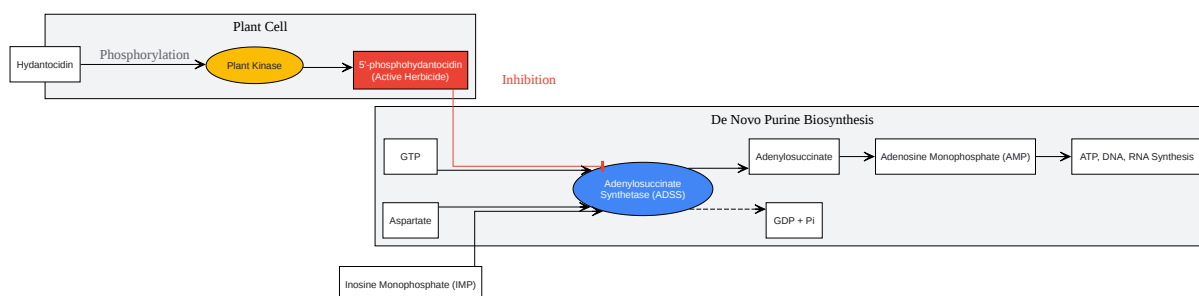 Plant Cell
Hydantocidin
Phosphorylation
Plant Kinase
5'-phosphohydantocidin
(Active Herbicide)
Inhibition
De Novo Purine Biosynthesis
GTP
Adenylosuccinate
Adenosine Monophosphate (AMP)
ATP, DNA, RNA Synthesis
Adenylosuccinate
Synthetase (ADSS)
Aspartate
GDP + Pi
Inosine Monophosphate (IMP)